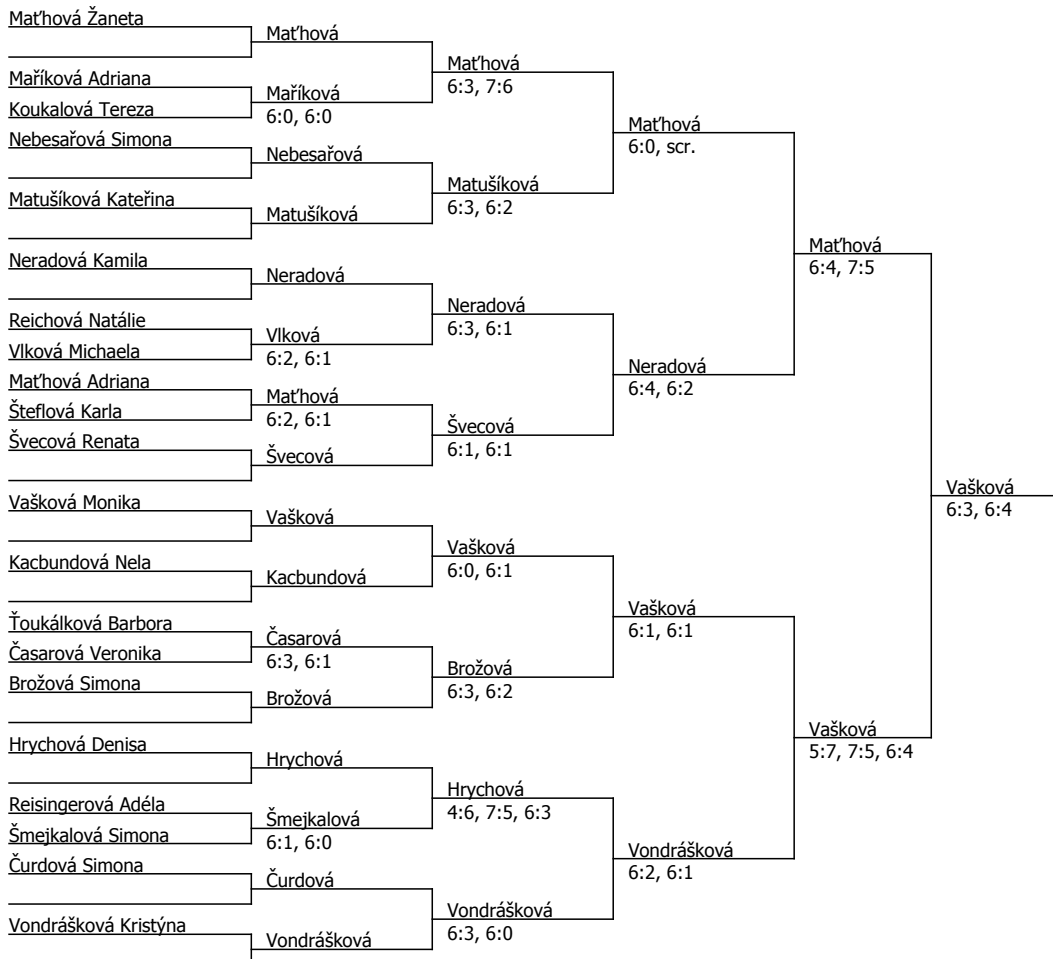 Maťhová Žaneta
Maříková Adriana
Koukalová Tereza
Nebesařová Simona
Matušíková Kateřina
Neradová Kamila
Reichová Natálie
Vlková Michaela
Maťhová Adriana
Šteflová Karla
Švecová Renata
Vašková Monika
Kacbundová Nela
Ťoukálková Barbora
Časarová Veronika
Brožová Simona
Hrychová Denisa
Reisingerová Adéla
Šmejkalová Simona
Čurdová Simona
Vondrášková Kristýna
Maťhová
Maříková
6:0, 6:0
Nebesařová
Matušíková
Neradová
Vlková
6:2, 6:1
Maťhová
6:2, 6:1
Švecová
Vašková
Kacbundová
Časarová
6:3, 6:1
Brožová
Hrychová
Šmejkalová
6:1, 6:0
Čurdová
Vondrášková
Maťhová
6:3, 7:6
Matušíková
6:3, 6:2
Neradová
6:3, 6:1
Švecová
6:1, 6:1
Vašková
6:0, 6:1
Brožová
6:3, 6:2
Hrychová
4:6, 7:5, 6:3
Vondrášková
6:3, 6:0
Maťhová
6:0, scr.
Neradová
6:4, 6:2
Vašková
6:1, 6:1
Vondrášková
6:2, 6:1
Maťhová
6:4, 7:5
Vašková
5:7, 7:5, 6:4
Vašková
6:3, 6:4